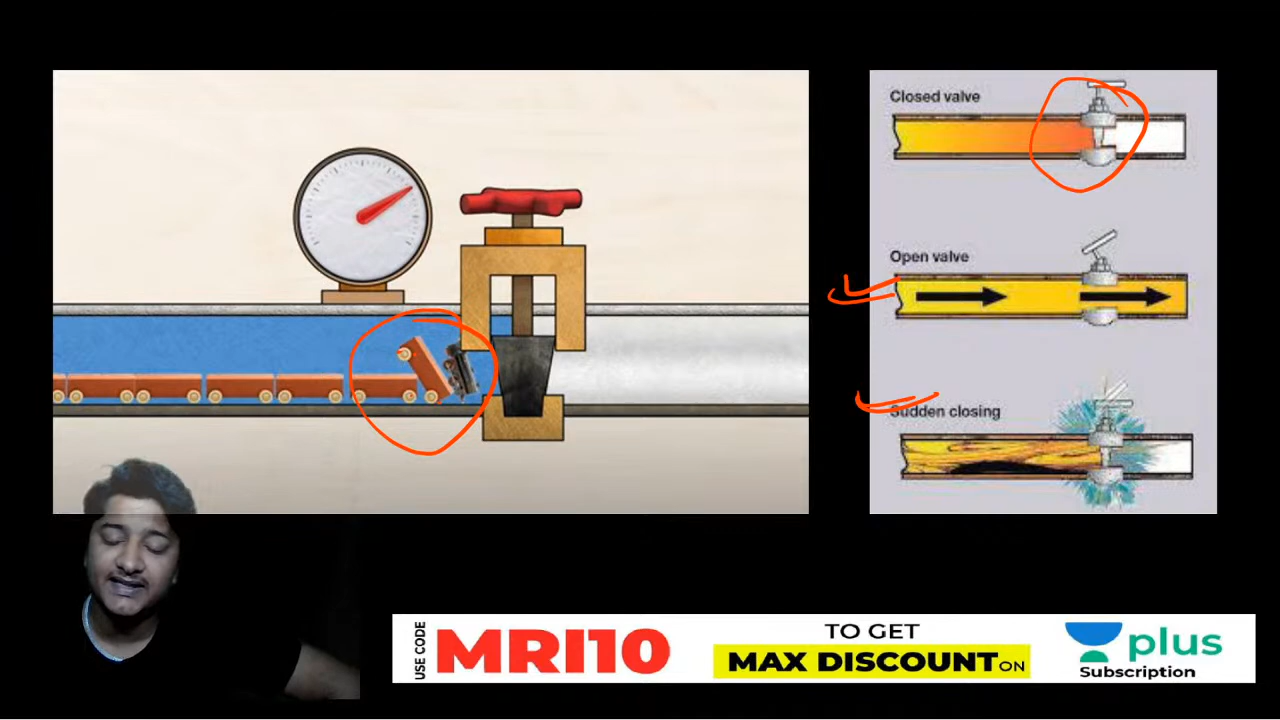 Closed valve
Open valve
Sudden closing
USE CODE
MRI10
TO GET
MAX DISCOUNT ON
plus
Subscription